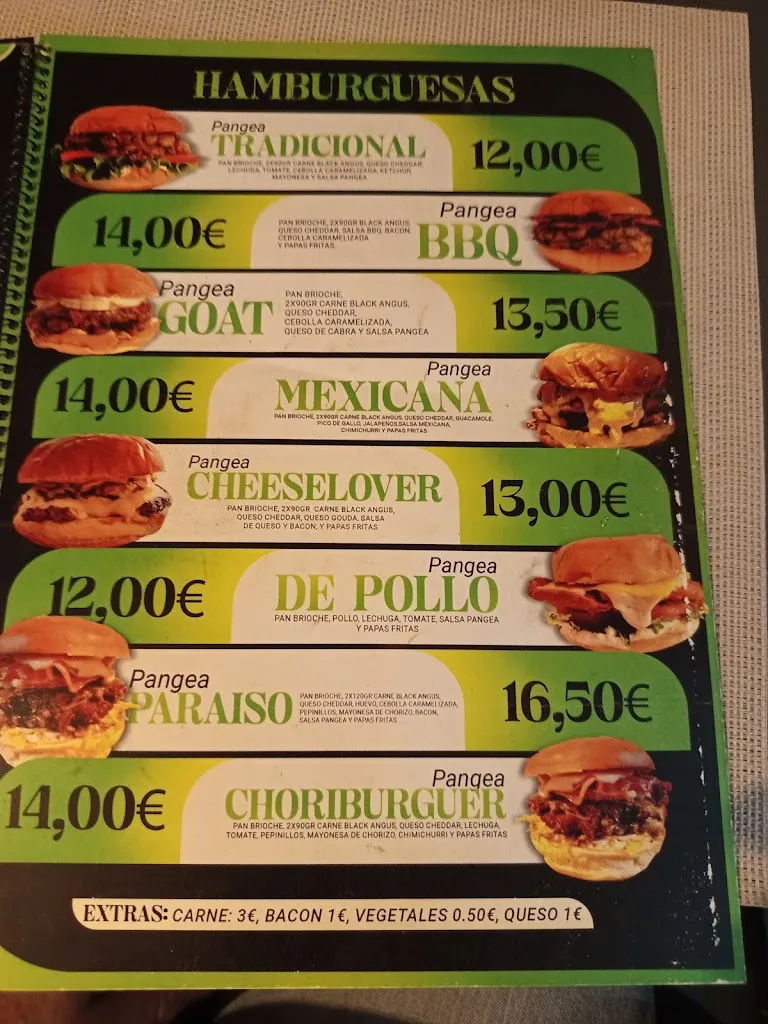 HAMBURGUESAS
Pangea
TRADICIONAL
PAN BRIOCHE, 2X90GR CARNE BLACK ANGUS, QUESO CHEDDAR,
LECHUGA, TOMATE, CEBOLLA CARAMELIZADA, KETCHUP,
MAYONESA Y SALSA PANGEA
12,00€
14,00€
PAN BRIOCHE, 2X90GR BLACK ANGUS,
QUESO CHEDDAR, SALSA BBQ, BACON,
CEBOLLA CARAMELIZADA
Y PAPAS FRITAS.
Pangea
BBQ
Pangea
GOAT
PAN BRIOCHE,
2X90GR CARNE BLACK ANGUS,
QUESO CHEDDAR,
CEBOLLA CARAMELIZADA,
QUESO DE CABRA Y SALSA PANGEA
13,50€
14,00€
Pangea
MEXICANA
PAN BRIOCHE, 2X90GR CARNE BLACK ANGUS, QUESO CHEDDAR, GUACAMOLE,
PICO DE GALLO, JALAPEÑOS,SALSA MEXICANA,
CHIMICHURRI Y PAPAS FRITAS
Pangea
CHEESELOVER
PAN BRIOCHE, 2X90GR CARNE BLACK ANGUS,
QUESO CHEDDAR, QUESO GOUDA, SALSA
DE QUESO Y BACON, Y PAPAS FRITAS
13,00€
12,00€
Pangea
DE POLLO
PAN BRIOCHE, POLLO, LECHUGA, TOMATE, SALSA PANGEA
Y PAPAS FRITAS
Pangea
PARAISO
PAN BRIOCHE, 2X120GR CARNE BLACK ANGUS,
QUESO CHEDDAR, HUEVO, CEBOLLA CARAMELIZADA,
PEPINILLOS, MAYONESA DE CHORIZO, BACON,
SALSA PANGEA Y PAPAS FRITAS
16,50€
14,00€
Pangea
CHORIBURGUER
PAN BRIOCHE, 2X90GR CARNE BLACK ANGUS, QUESO CHEDDAR, LECHUGA,
TOMATE, PEPINILLOS, MAYONESA DE CHORIZO, CHIMICHURRI Y PAPAS FRITAS
EXTRAS: CARNE: 3€, BACON 1€, VEGETALES 0.50€, QUESO 1€